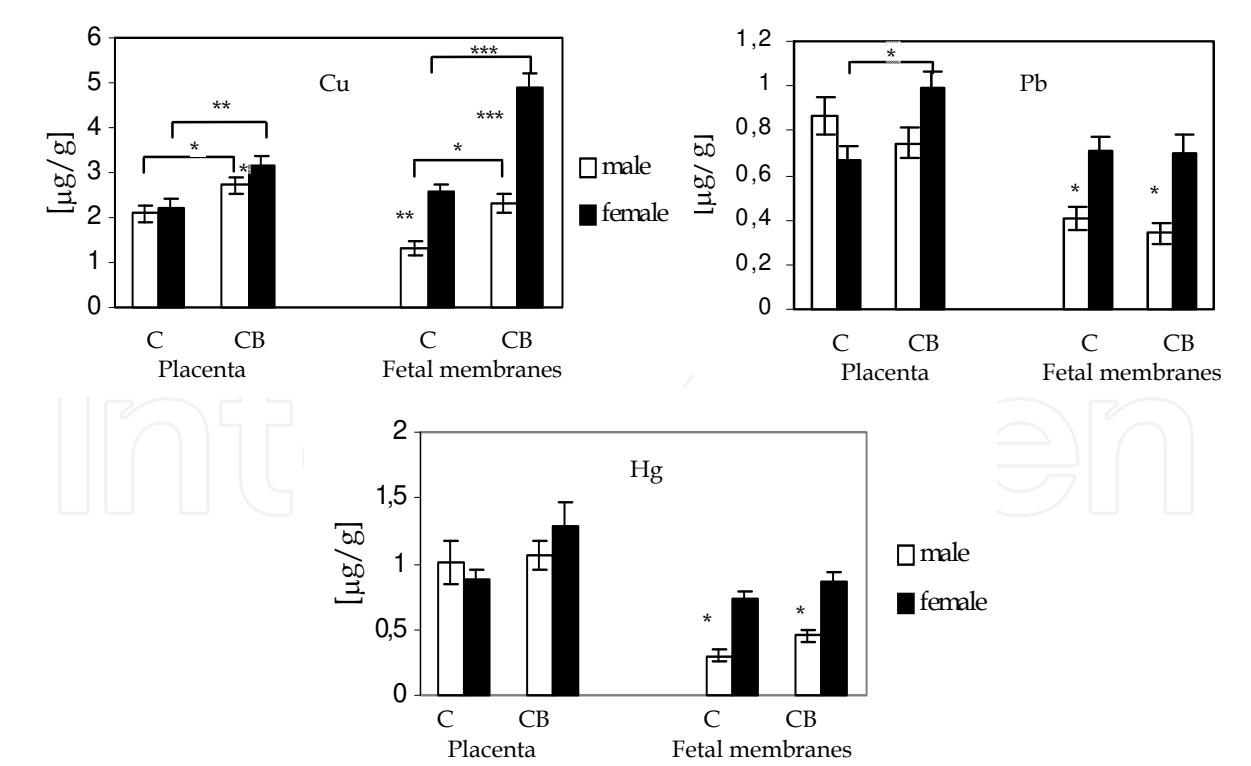 6
5
4
3
2
1
0
[µg/g]
Cu
***
**
***
*
*
*
**
male
female
C CB C CB
Placenta Fetal membranes
1,2
1
0,8
0,6
0,4
0,2
0
[µg/g]
*
Pb
*
*
C CB C CB
Placenta Fetal membranes
2
1,5
1
0,5
0
[µg/g]
Hg
*
*
male
female
C CB C CB
Placenta Fetal membranes